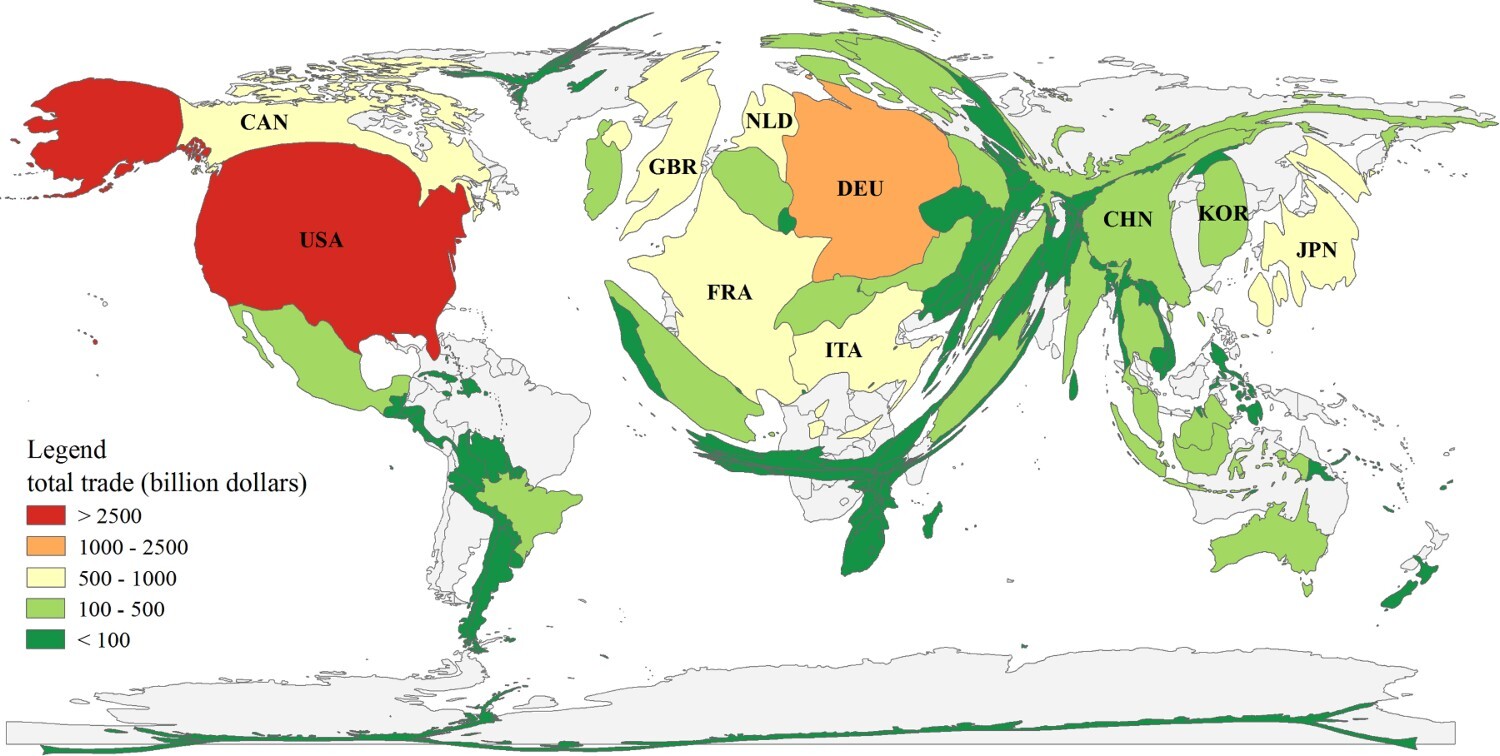 CAN
NLD
GBR
DEU
USA
CHN
KOR
JPN
FRA
ITA
Legend
total trade (billion dollars)
> 2500
1000 - 2500
500 - 1000
100 - 500
< 100